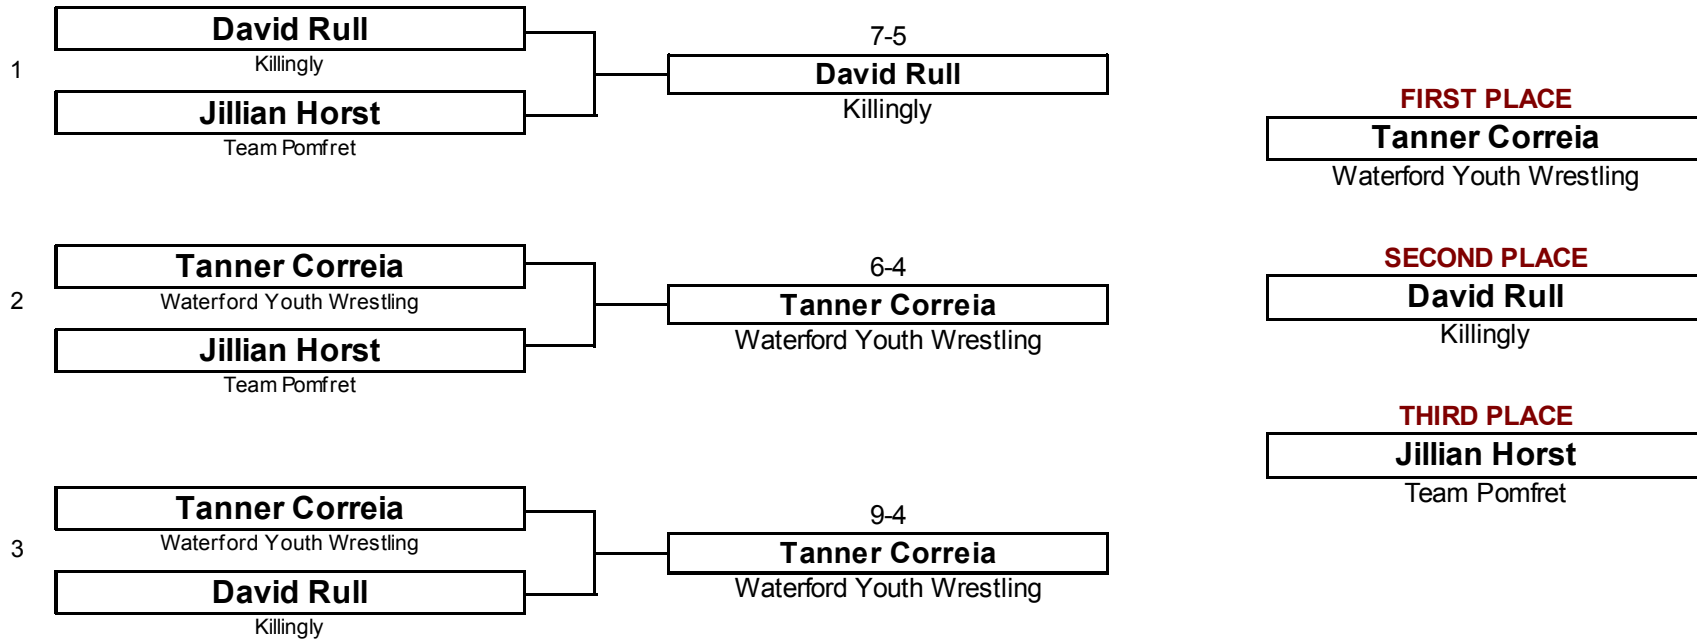 1
David Rull
Killingly
Jillian Horst
Team Pomfret
7-5
David Rull
Killingly
2
Tanner Correia
Waterford Youth Wrestling
Jillian Horst
Team Pomfret
6-4
Tanner Correia
Waterford Youth Wrestling
3
Tanner Correia
Waterford Youth Wrestling
David Rull
Killingly
9-4
Tanner Correia
Waterford Youth Wrestling
FIRST PLACE
Tanner Correia
Waterford Youth Wrestling
SECOND PLACE
David Rull
Killingly
THIRD PLACE
Jillian Horst
Team Pomfret